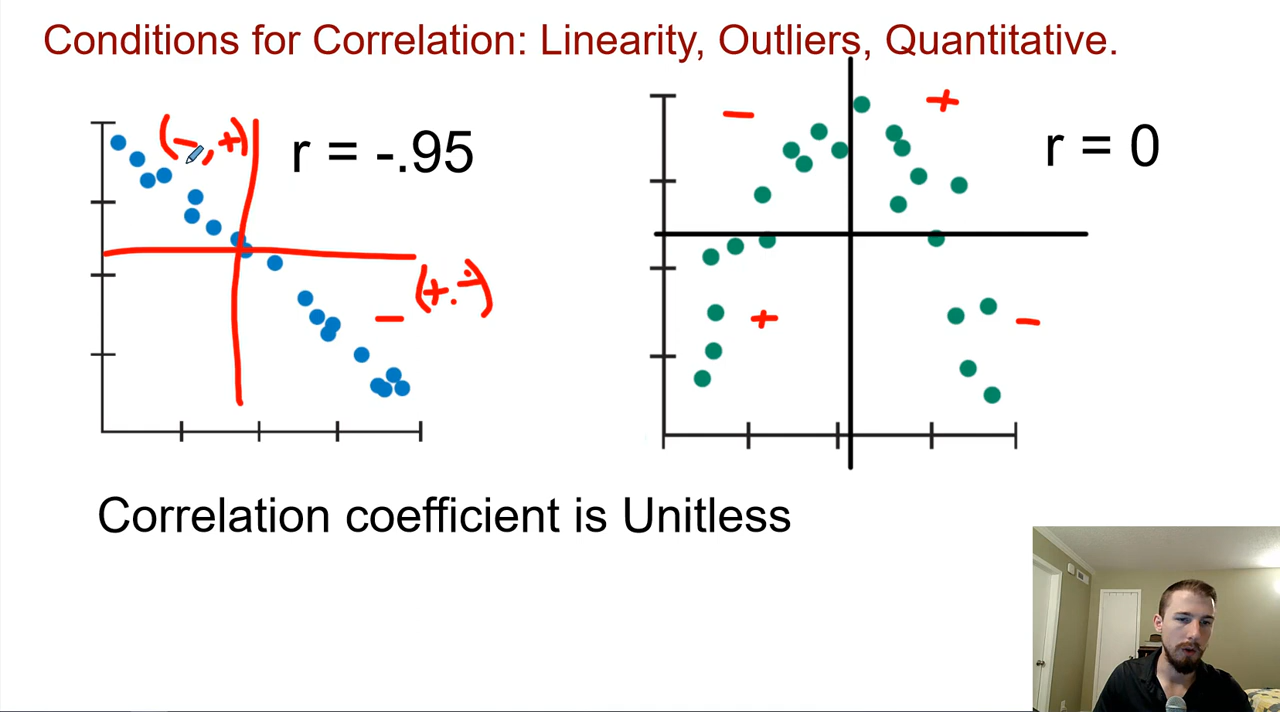 Conditions for Correlation: Linearity, Outliers, Quantitative.
(-,+)
r = -.95
(+.-)
-
-
+
r = 0
+
-
Correlation coefficient is Unitless